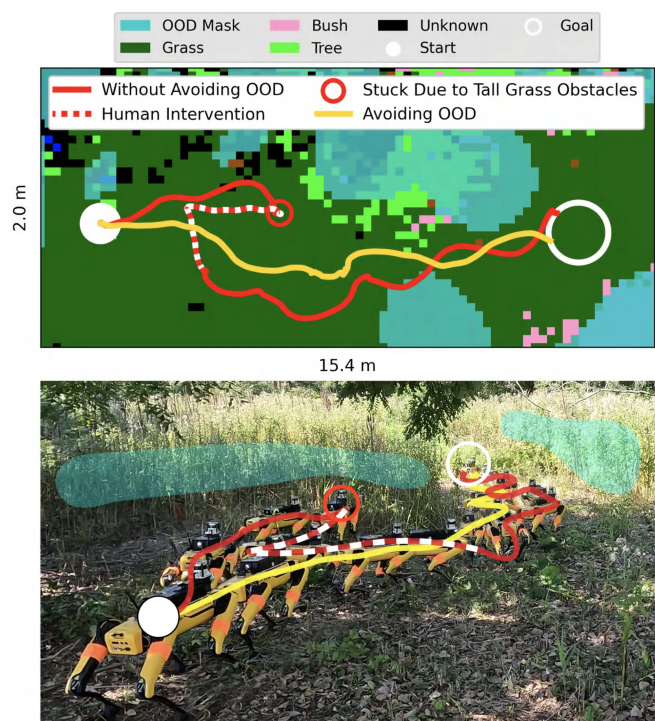 OOD Mask Bush Unknown Goal
Grass Tree Start
Without Avoiding OOD Stuck Due to Tall Grass Obstacles
Human Intervention Avoiding OOD
2.0 m
15.4 m